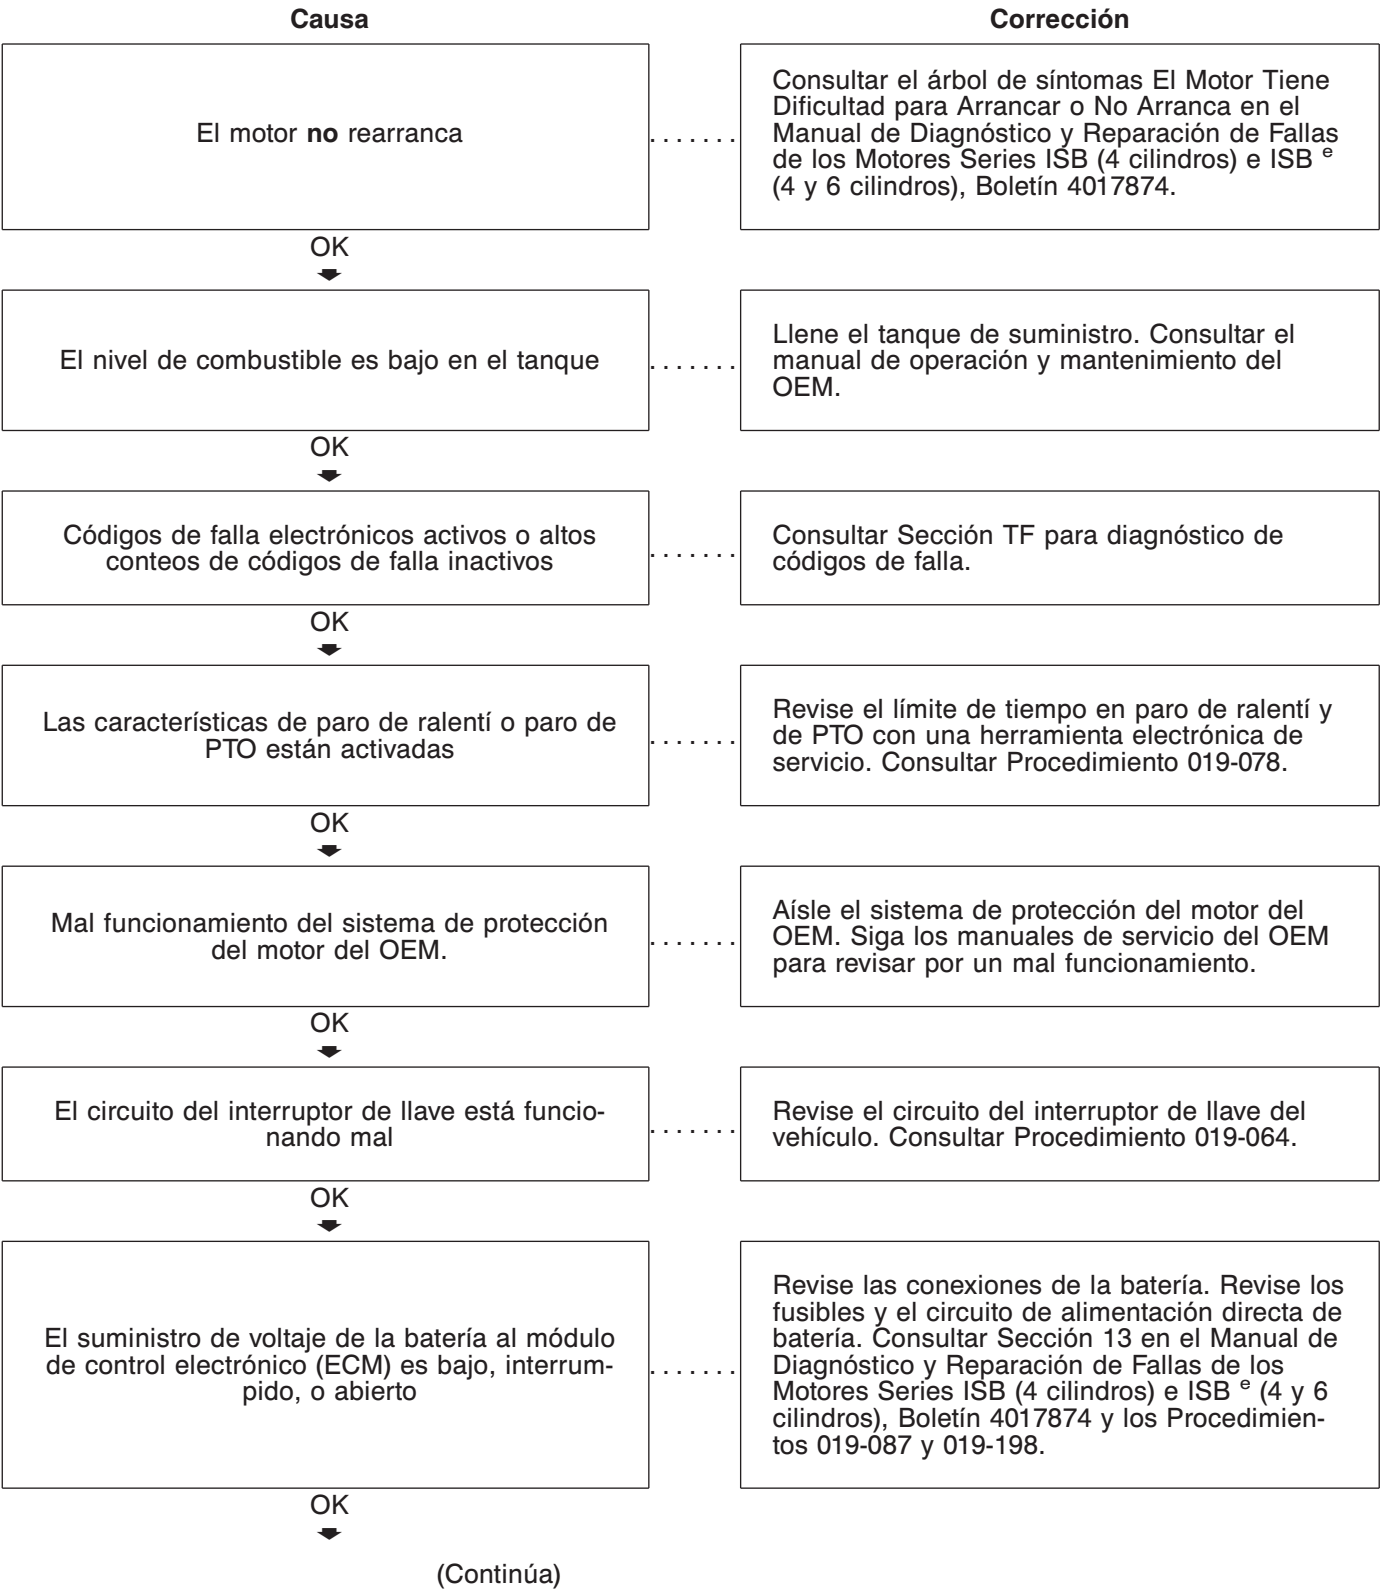 Causa
Corrección
El motor no rearranca
.......
Consultar el árbol de síntomas El Motor Tiene
Dificultad para Arrancar o No Arranca en el
Manual de Diagnóstico y Reparación de Fallas
de los Motores Series ISB (4 cilindros) e ISB e
(4 y 6 cilindros), Boletín 4017874.
OK
El nivel de combustible es bajo en el tanque
.......
Llene el tanque de suministro. Consultar el
manual de operación y mantenimiento del
OEM.
OK
Códigos de falla electrónicos activos o altos
conteos de códigos de falla inactivos
.......
Consultar Sección TF para diagnóstico de
códigos de falla.
OK
Las características de paro de ralentí o paro de
PTO están activadas
.......
Revise el límite de tiempo en paro de ralentí y
de PTO con una herramienta electrónica de
servicio. Consultar Procedimiento 019-078.
OK
Mal funcionamiento del sistema de protección
del motor del OEM.
.......
Aísle el sistema de protección del motor del
OEM. Siga los manuales de servicio del OEM
para revisar por un mal funcionamiento.
OK
El circuito del interruptor de llave está funcio-
nando mal
.......
Revise el circuito del interruptor de llave del
vehículo. Consultar Procedimiento 019-064.
OK
El suministro de voltaje de la batería al módulo
de control electrónico (ECM) es bajo, interrum-
pido, o abierto
.......
Revise las conexiones de la batería. Revise los
fusibles y el circuito de alimentación directa de
batería. Consultar Sección 13 en el Manual de
Diagnóstico y Reparación de Fallas de los
Motores Series ISB (4 cilindros) e ISB e (4 y 6
cilindros), Boletín 4017874 y los Procedimien-
tos 019-087 y 019-198.
OK
(Continúa)